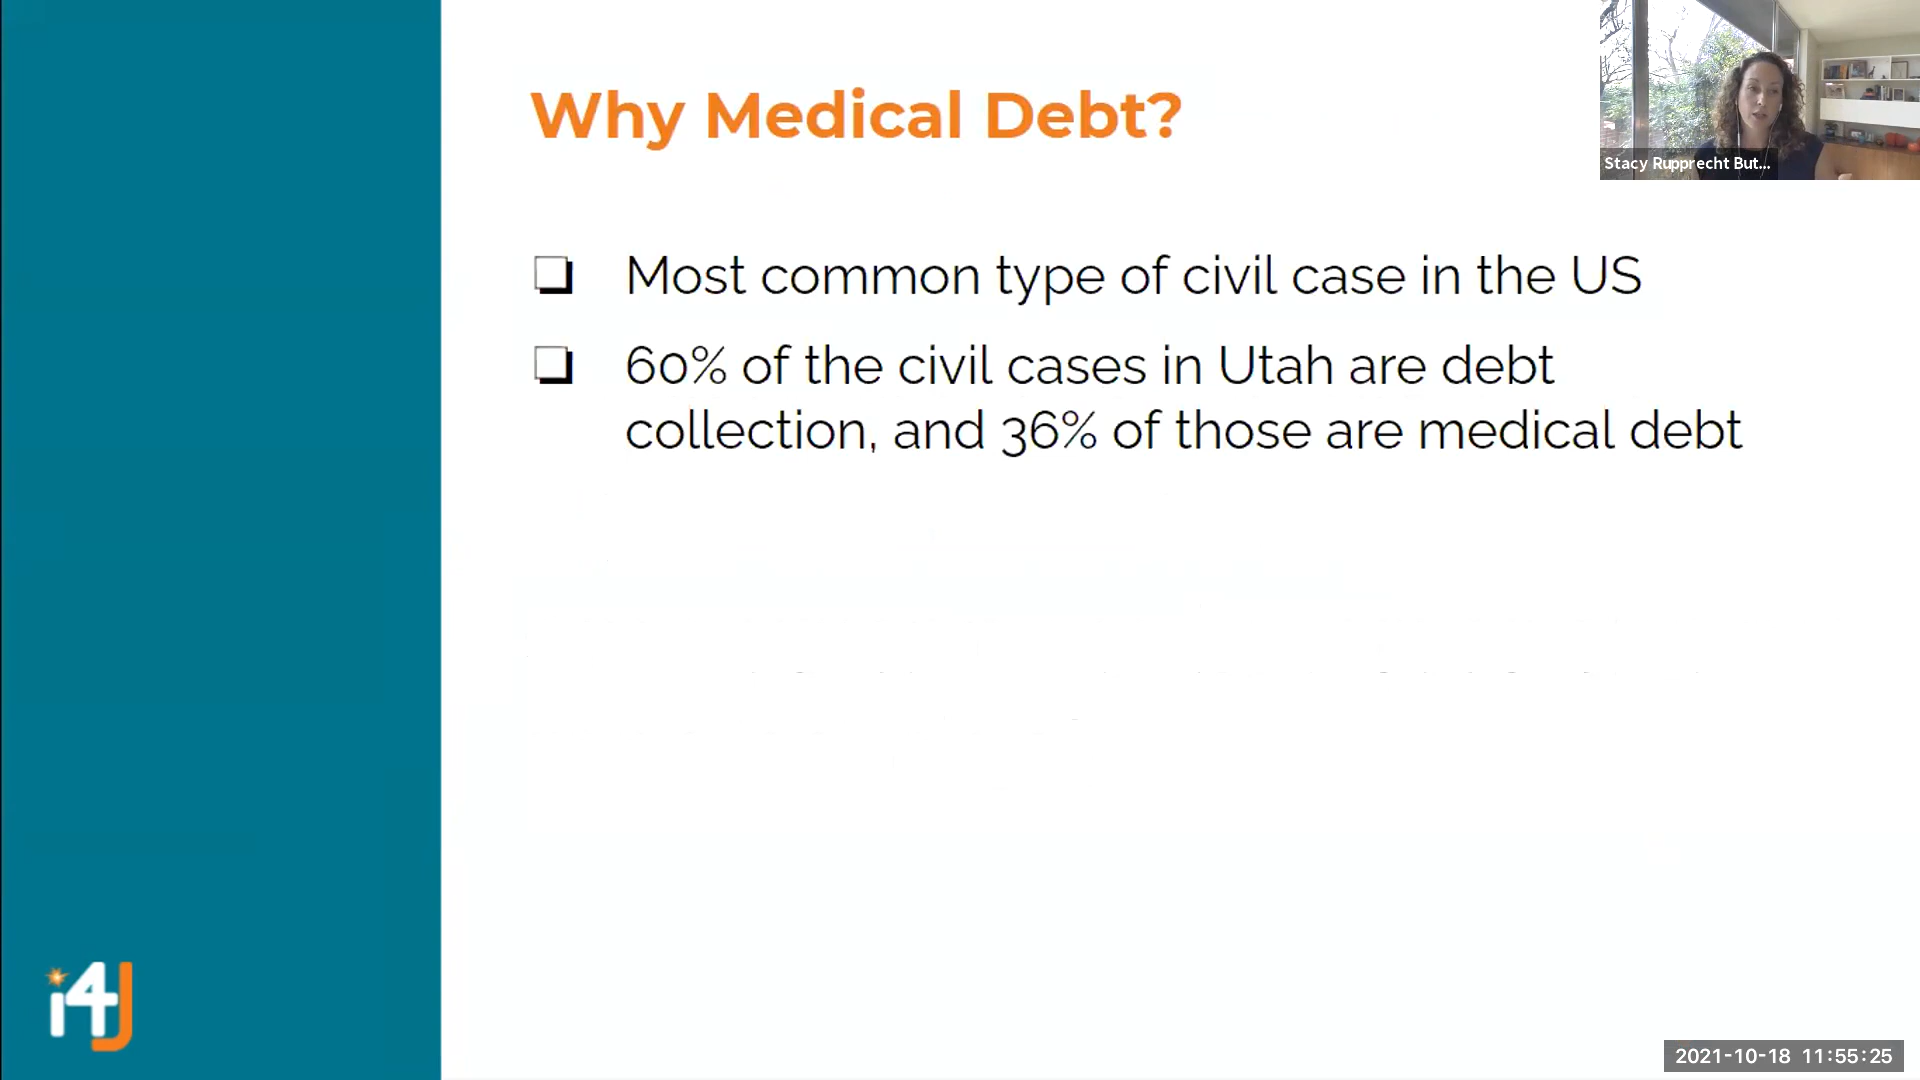 Why Medical Debt?
Stacy Rupprecht But...
Most common type of civil case in the US
60% of the civil cases in Utah are debt
collection, and 36% of those are medical debt
i4J
2021-10-18 11:55:25